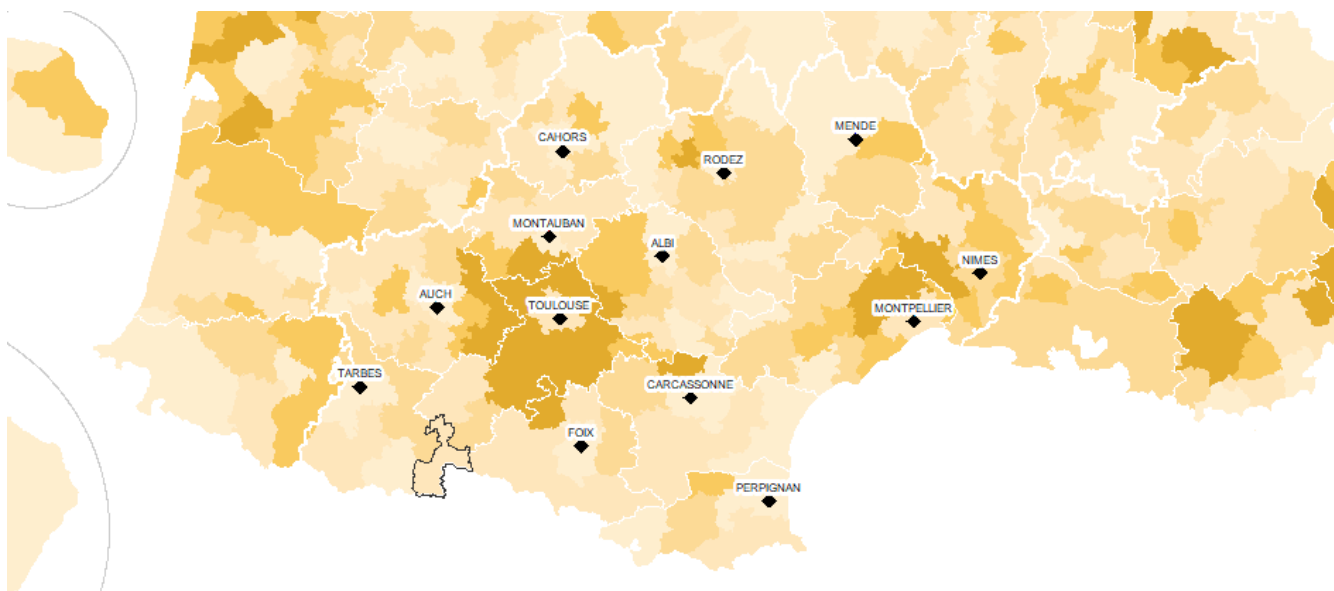 MENDE
CAHORS
RODEZ
MONTAUBAN
ALBI
NIMES
AUCH
TOULOUSE
MONTPELLIER
TARBES
CARCASSONNE
FOIX
PERPIGNAN